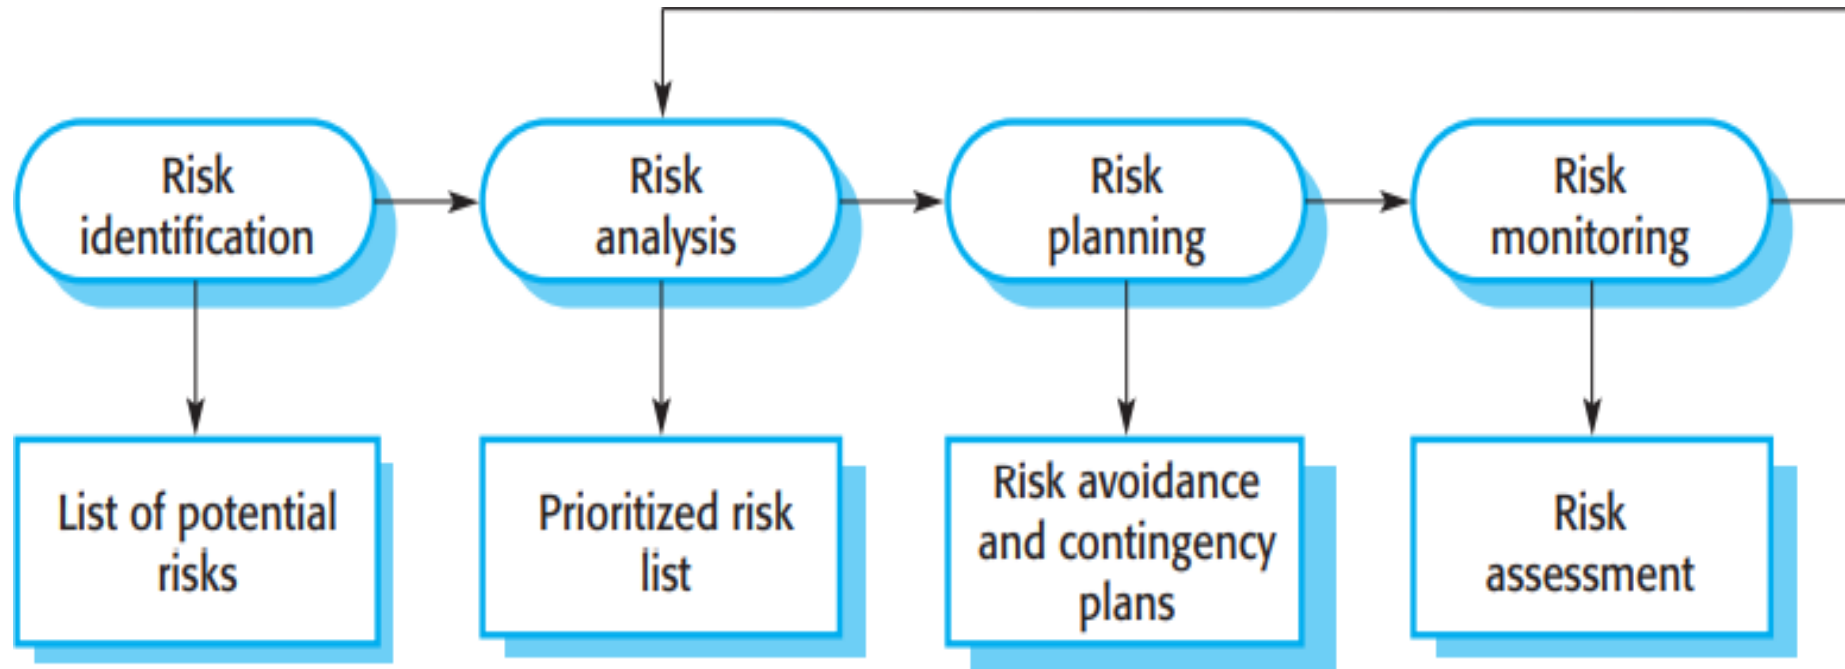 Risk
identification
Risk
analysis
Risk
planning
Risk
monitoring
List of potential
risks
Prioritized risk
list
Risk avoidance
and contingency
plans
Risk
assessment